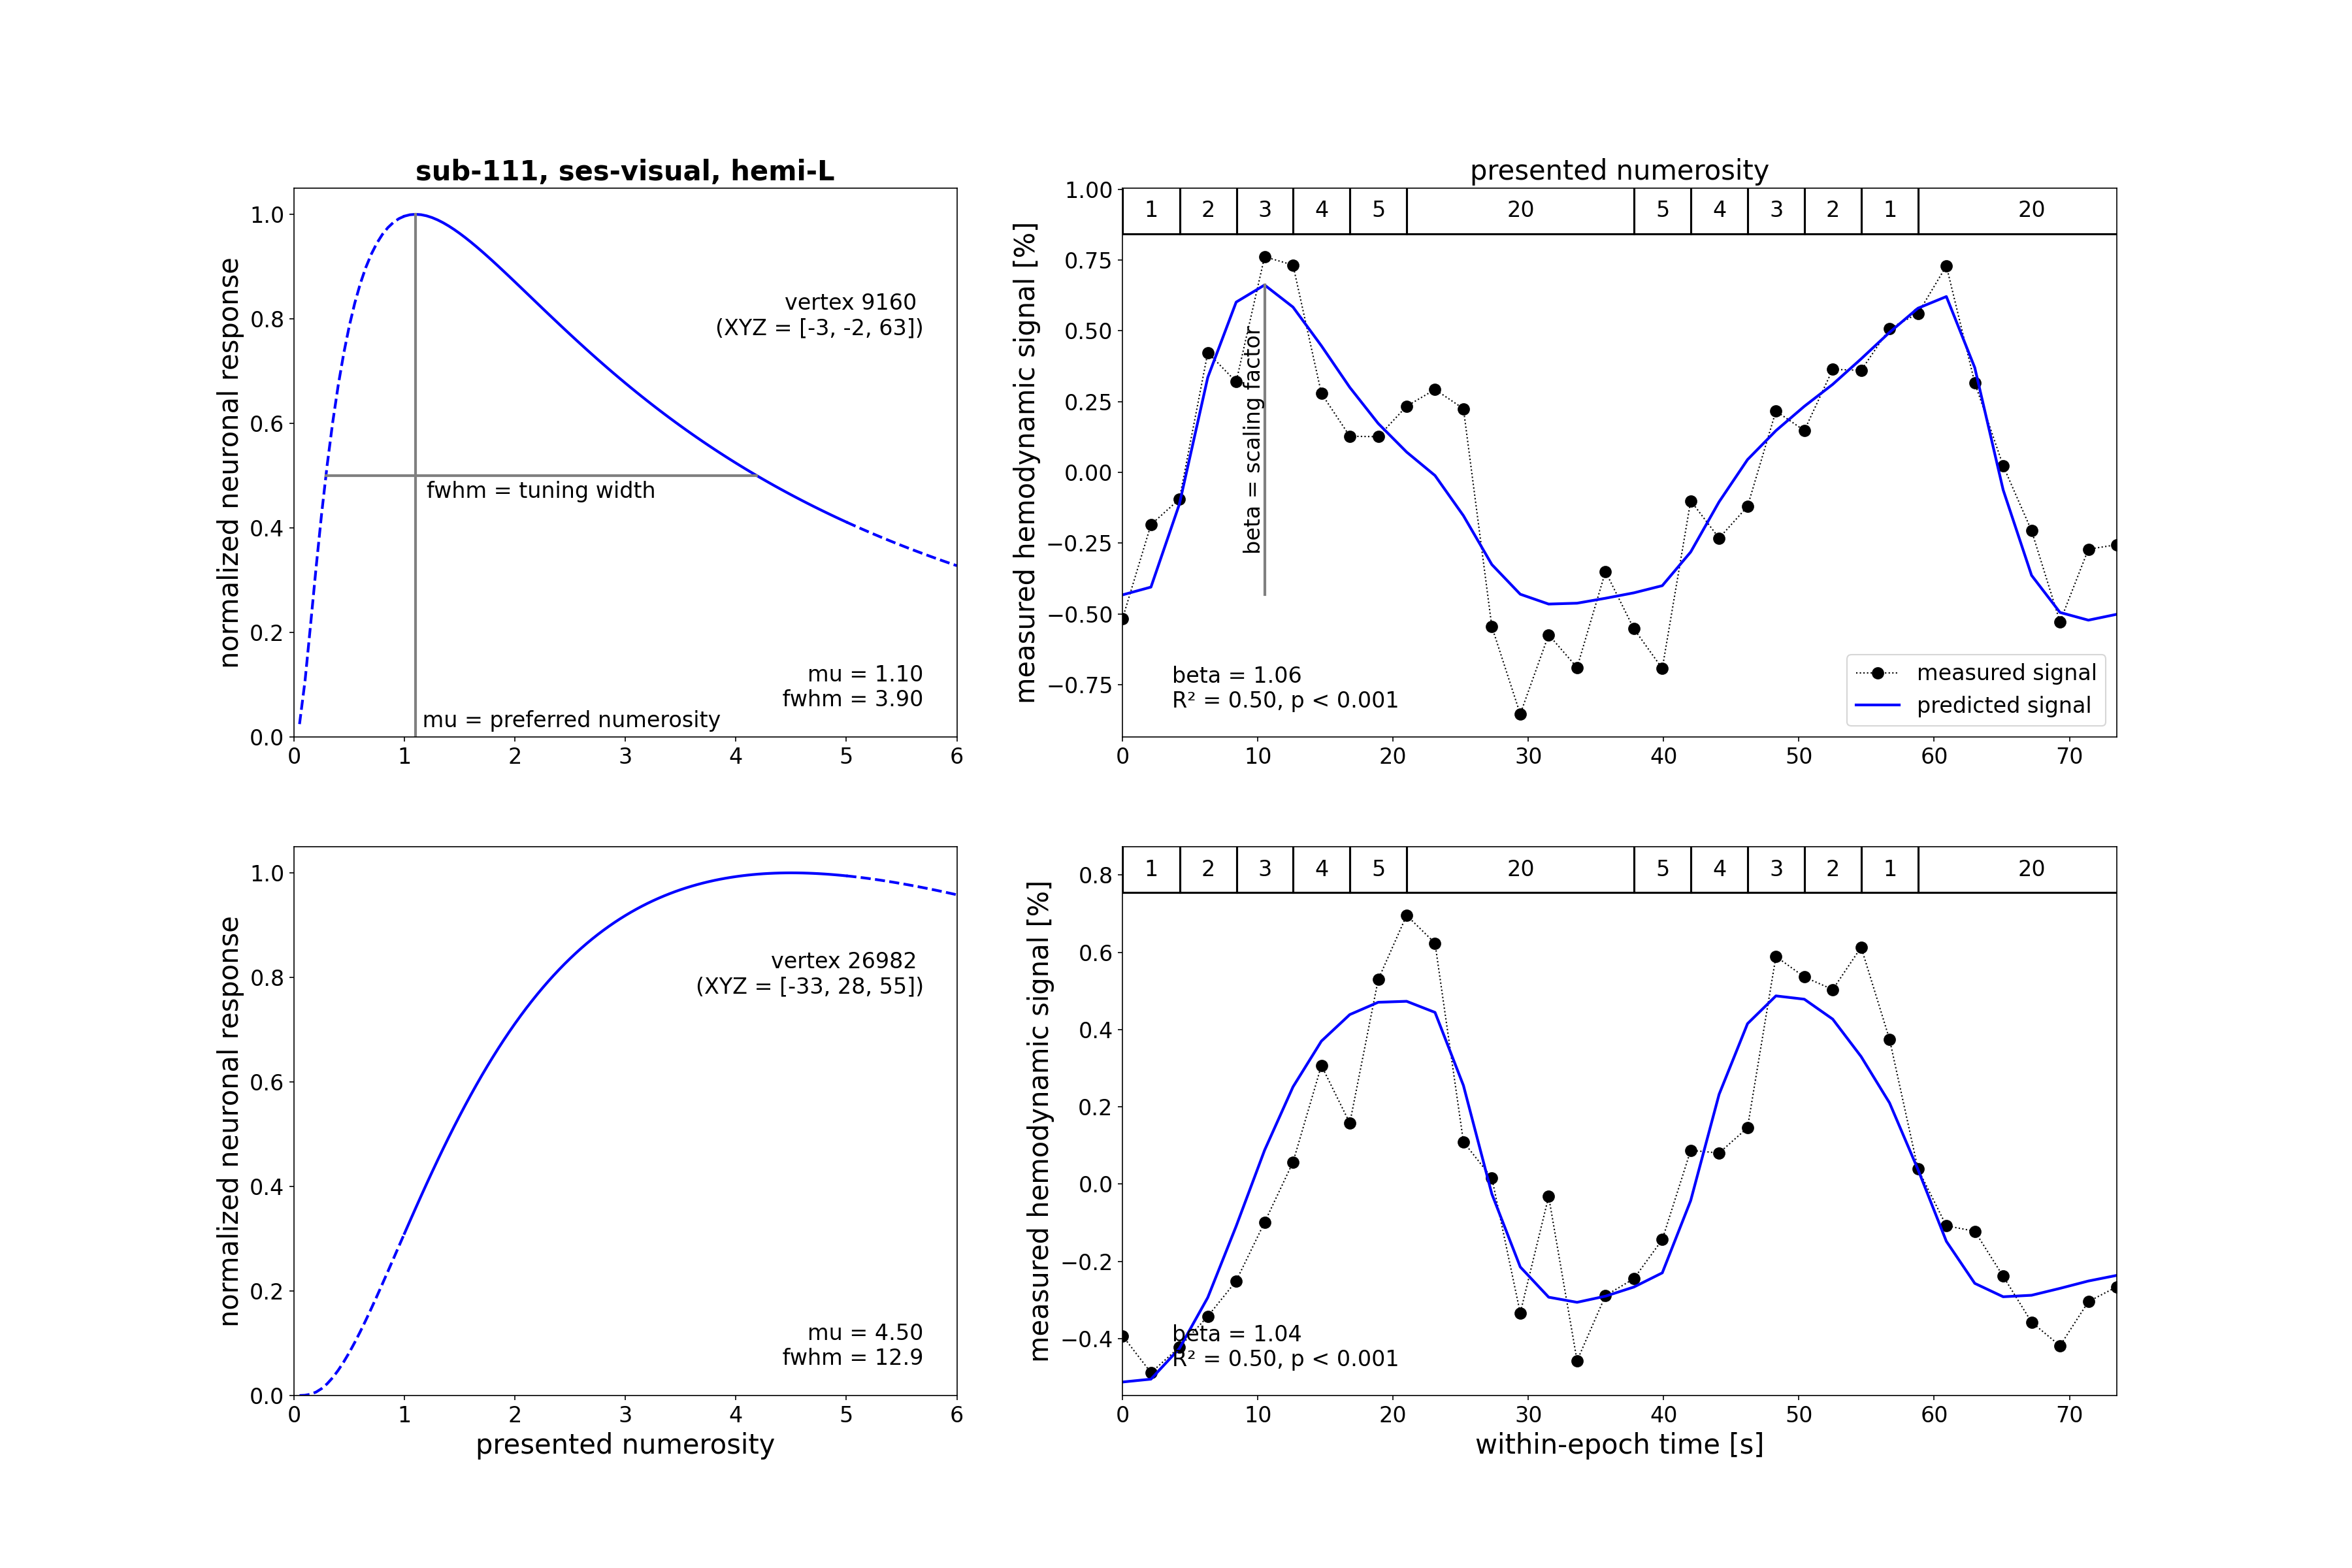 sub-111, ses-visual, hemi-L
normalized neuronal response
1.0
0.8
0.6
0.4
0.2
0.0
vertex 9160
(XYZ = [-3, -2, 63])
fwhm = tuning width
mu = 1.10
fwhm = 3.90
mu = preferred numerosity
0 1 2 3 4 5 6
presented numerosity
measured hemodynamic signal [%]
1.00
0.75
0.50
0.25
0.00
−0.25
−0.50
−0.75
1 2 3 4 5 20 5 4 3 2 1 20
beta = scaling factor
beta = 1.06
R² = 0.50, p < 0.001
measured signal
predicted signal
0 10 20 30 40 50 60 70
normalized neuronal response
1.0
0.8
0.6
0.4
0.2
0.0
vertex 26982
(XYZ = [-33, 28, 55])
mu = 4.50
fwhm = 12.9
0 1 2 3 4 5 6
presented numerosity
measured hemodynamic signal [%]
0.8
0.6
0.4
0.2
0.0
−0.2
−0.4
1 2 3 4 5 20 5 4 3 2 1 20
beta = 1.04
R² = 0.50, p < 0.001
0 10 20 30 40 50 60 70
within-epoch time [s]